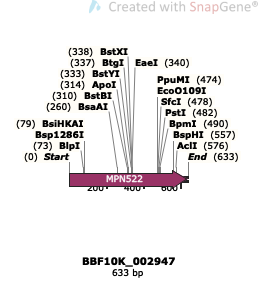 Created with SnapGene®
(338) BstXI
(337) BtgI EaeI (340)
(333) BstYI
(314) ApoI PpuMI (474)
(310) BstBI EcoO109I
(260) BsaAI SfcI (478)
PstI (482)
(79) BsiHKAI BpmI (490)
Bsp1286I BspHI (557)
(73) BlpI AclI (576)
(0) Start End (633)
MPN522
200 400 600
BBF10K_002947
633 bp